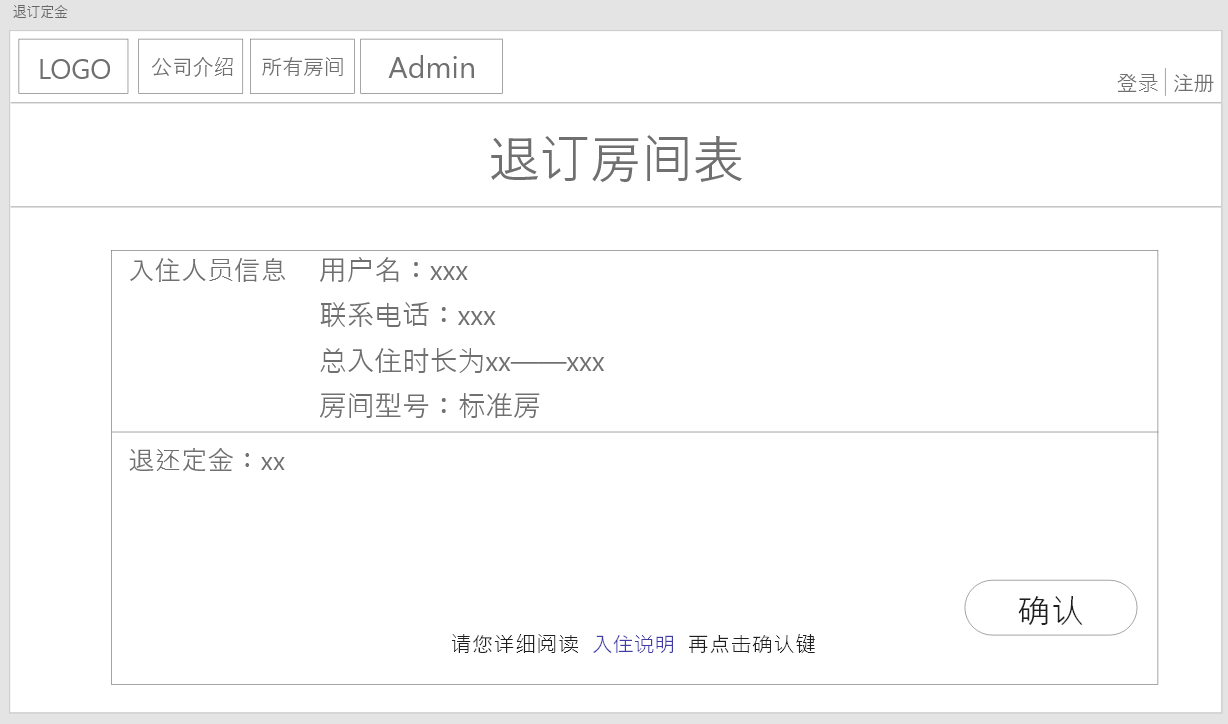 退订定金
LOGO 公司介绍 所有房间 Admin
登录 注册
退订房间表
入住人员信息 用户名：xxx
联系电话：xxx
总入住时长为xx——xxx
房间型号：标准房
退还定金：xx
确认
请您详细阅读 入住说明 再点击确认键